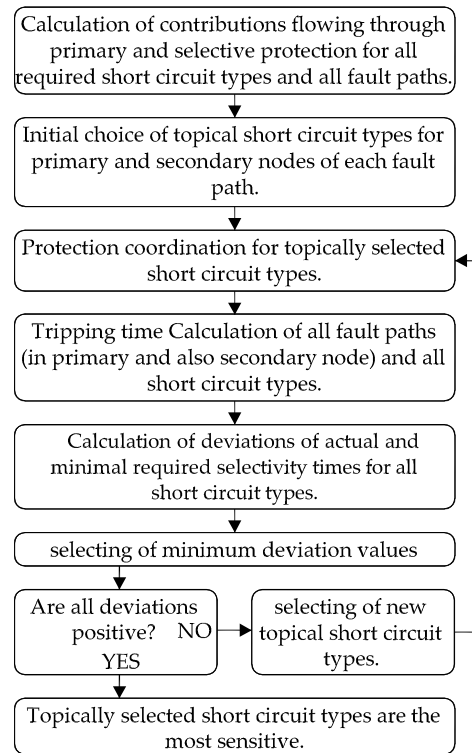 Calculation of contributions flowing through
primary and selective protection for all
required short circuit types and all fault paths.
Initial choice of topical short circuit types for
primary and secondary nodes of each fault
path.
Protection coordination for topically selected
short circuit types.
Tripping time Calculation of all fault paths
(in primary and also secondary node) and all
short circuit types.
Calculation of deviations of actual and
minimal required selectivity times for all
short circuit types.
selecting of minimum deviation values
Are all deviations
positive? NO
YES
selecting of new
topical short circuit
types.
Topically selected short circuit types are the
most sensitive.